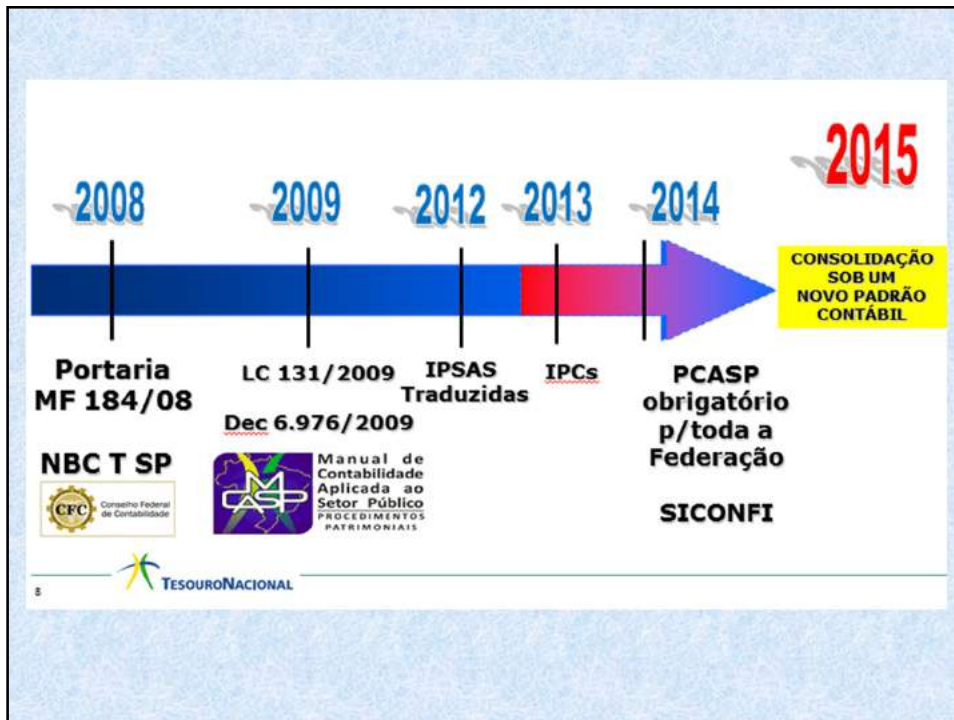 2008
2009
2012
2013
2014
2015
CONSOLIDAÇÃO
SOB UM
NOVO PADRÃO
CONTÁBIL
Portaria
MF 184/08
NBC T SP
CFC
Conselho Federal
de Contabilidade
LC 131/2009
Dec 6.976/2009
MCASP
Manual de
Contabilidade
Aplicada ao
Setor Público
PROCEDIMENTOS
PATRIMONIAIS
IPSAS
Traduzidas
IPCs
PCASP
obrigatório
p/toda a
Federação
SICONFI
8
TESOURONACIONAL